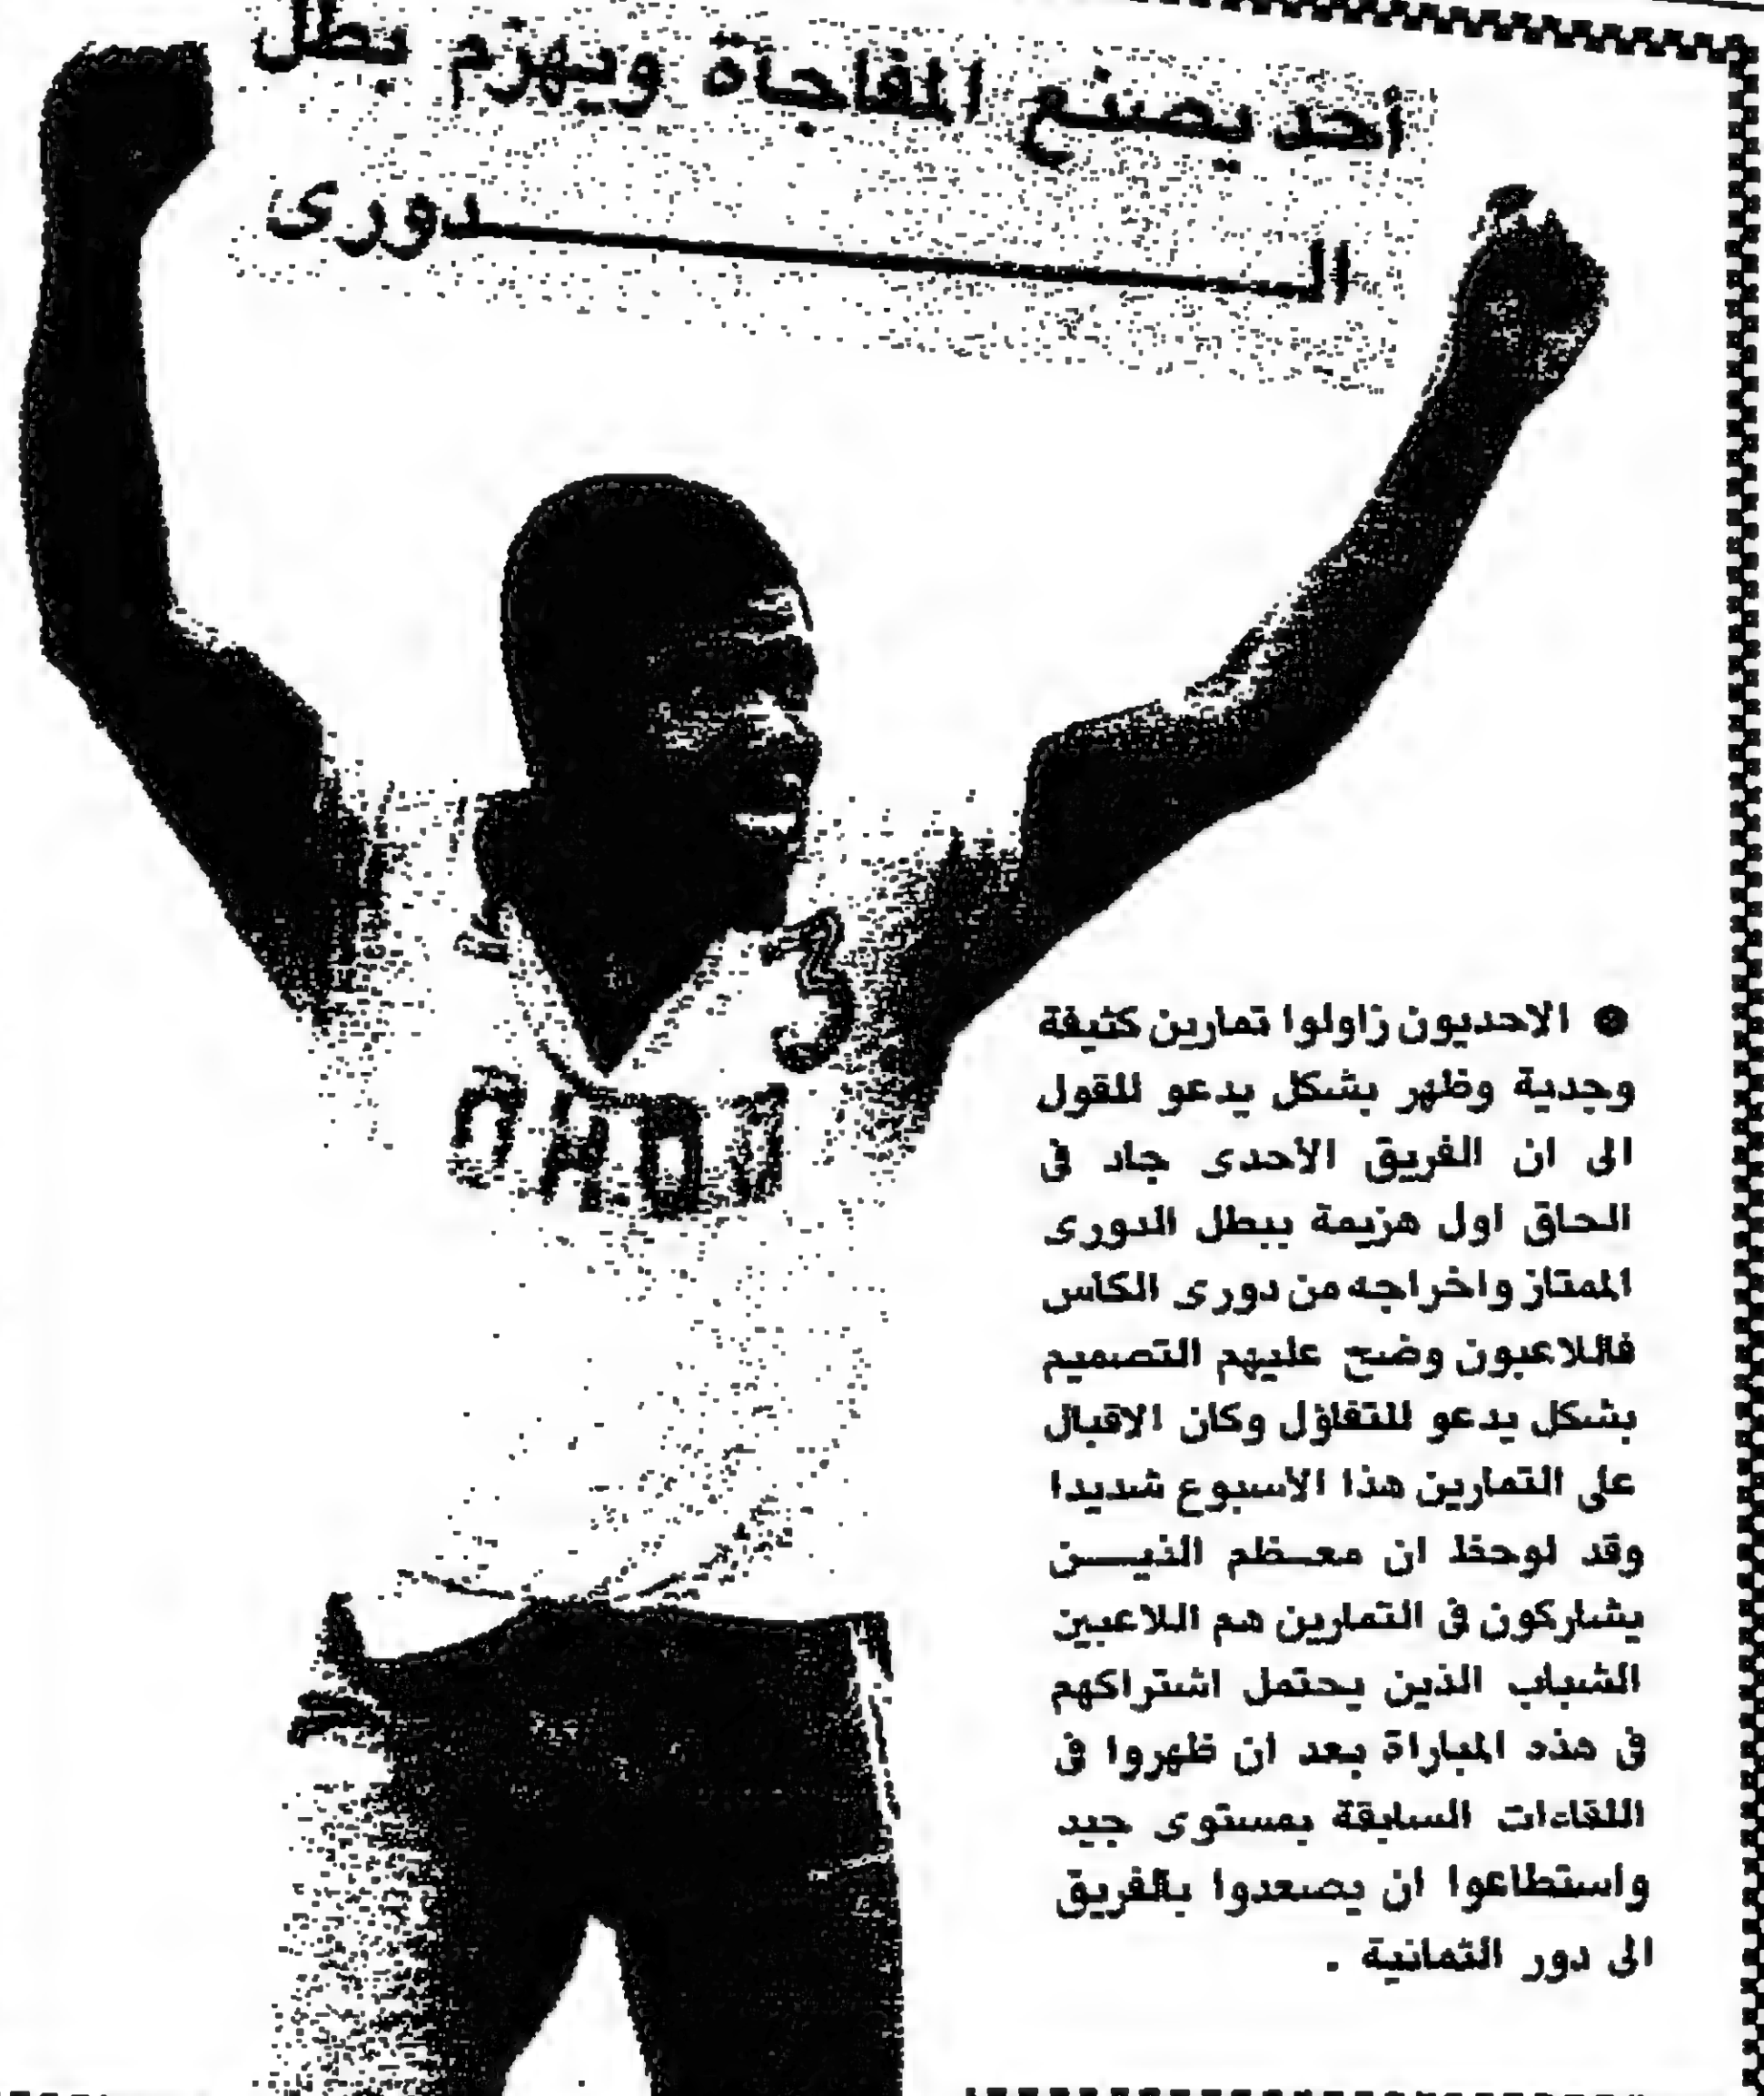 أحد يصنع المفاجأة ويهزم بطل
الـــدورى
3
OHOD
● الاحديون زاولوا تمارين كثيفة
وجدية وظهر بشكل يدعو للقول
الى ان الفريق الاحدى جاد فى
الحاق اول هزيمة ببطل الدورى
الممتاز واخراجه من دورى الكاس
فاللاعبون وضح عليهم التصميم
بشكل يدعو للتفاؤل وكان الاقبال
على التمارين هذا الاسبوع شديدا
وقد لوحظ ان معـظم الذيـــن
يشاركون فى التمارين هم اللاعبين
الشباب الذين يحتمل اشتراكهم
فى هذه المباراة بعد ان ظهروا فى
اللقاءات السابقة بمستوى جيد
واستطاعوا ان يصعدوا بالفريق
الى دور الثمانية .